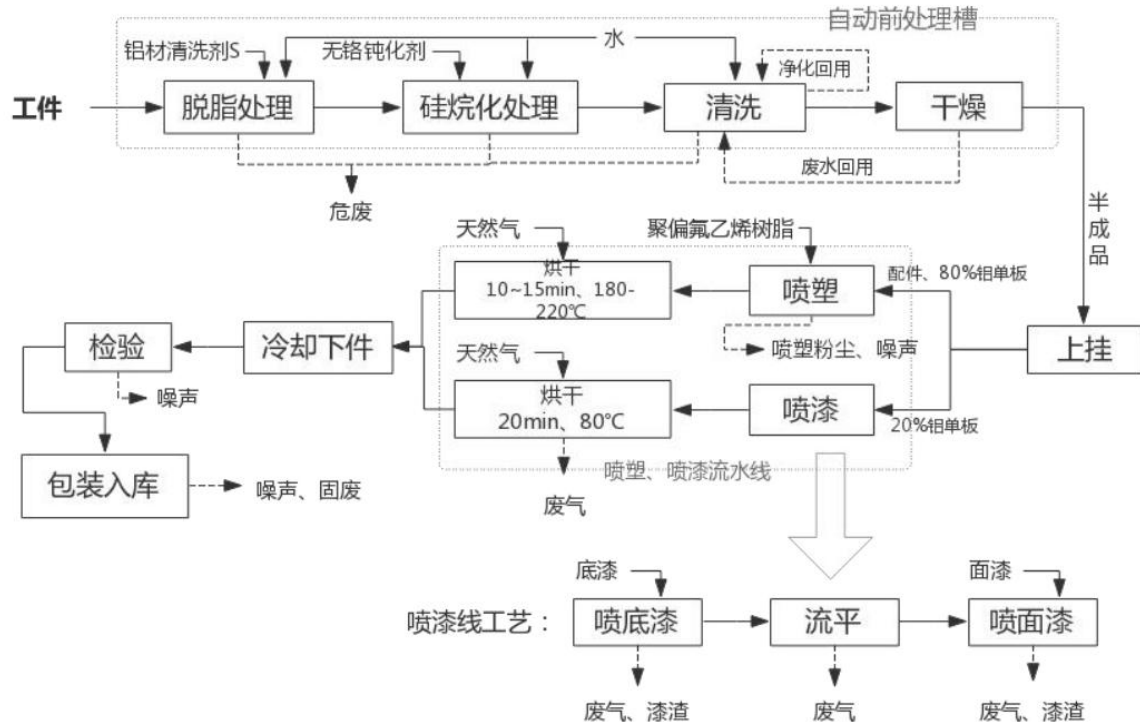 自动前处理槽
铝材清洗剂S
无铬钝化剂
水
净化回用
工件
脱脂处理
硅烷化处理
清洗
干燥
废水回用
危废
半成品
天然气
聚偏氟乙烯树脂
烘干
10~15min、180-
220℃
喷塑
配件、80%铝单板
喷塑粉尘、噪声
上挂
检验
冷却下件
天然气
噪声
烘干
20min、80℃
喷漆
20%铝单板
包装入库
噪声、固废
喷塑、喷漆流水线
废气
底漆
面漆
喷漆线工艺：
喷底漆
流平
喷面漆
废气、漆渣
废气
废气、漆渣